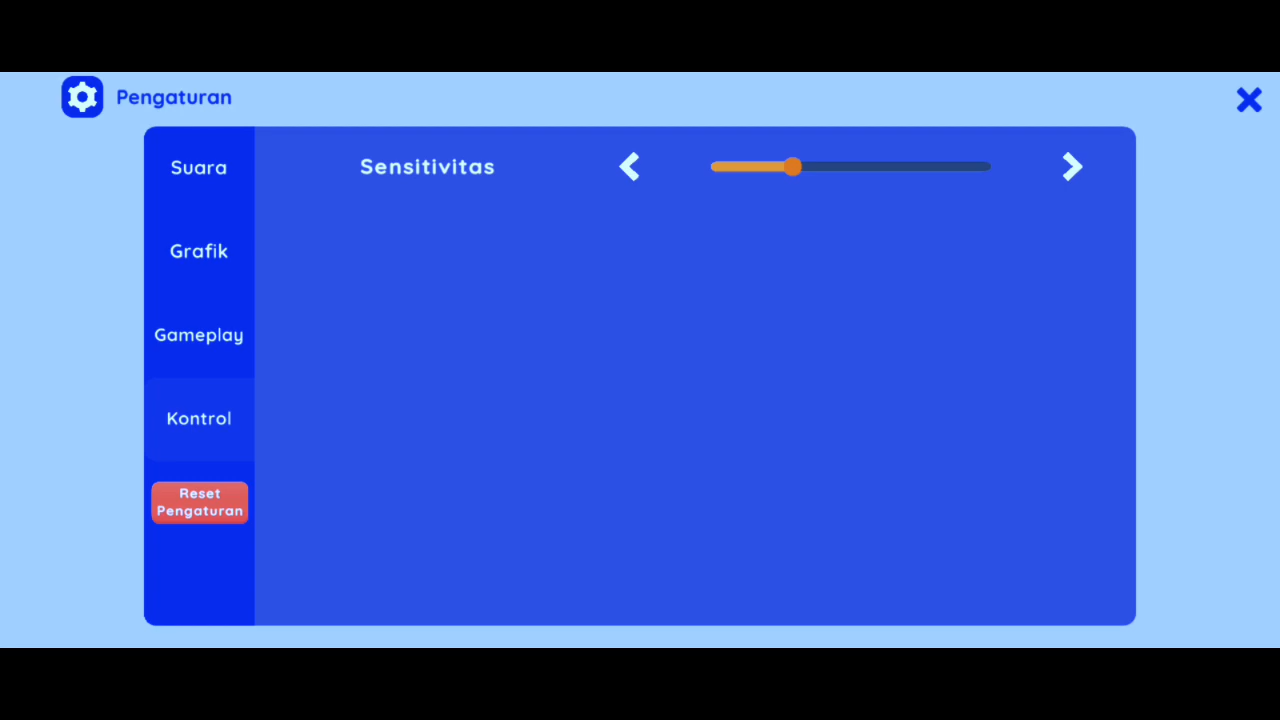 Pengaturan
Suara
Sensitivitas
Grafik
Gameplay
Kontrol
Reset
Pengaturan